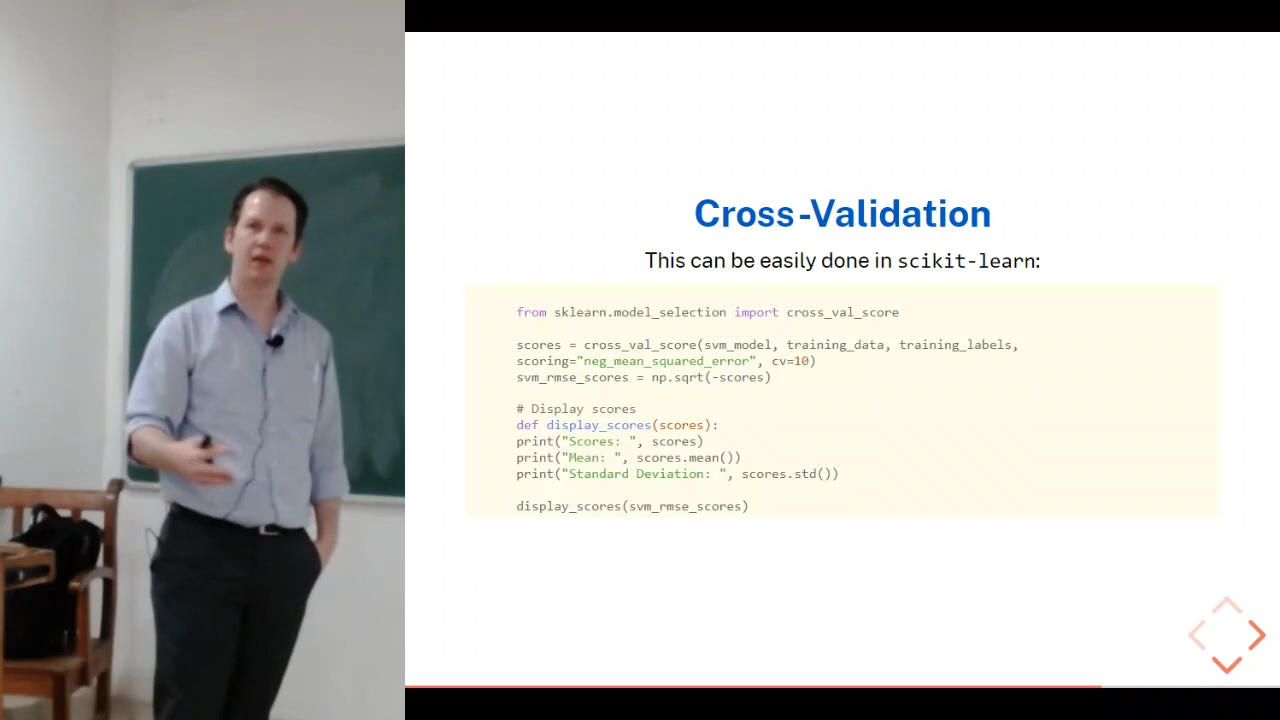 Cross-Validation
This can be easily done in scikit-learn:
from sklearn.model_selection import cross_val_score
scores = cross_val_score(svm_model, training_data, training_labels,
scoring="neg_mean_squared_error", cv=10)
svm_rmse_scores = np.sqrt(-scores)
# Display scores
def display_scores(scores):
print("Scores: ", scores)
print("Mean: ", scores.mean())
print("Standard Deviation: ", scores.std())
display_scores(svm_rmse_scores)